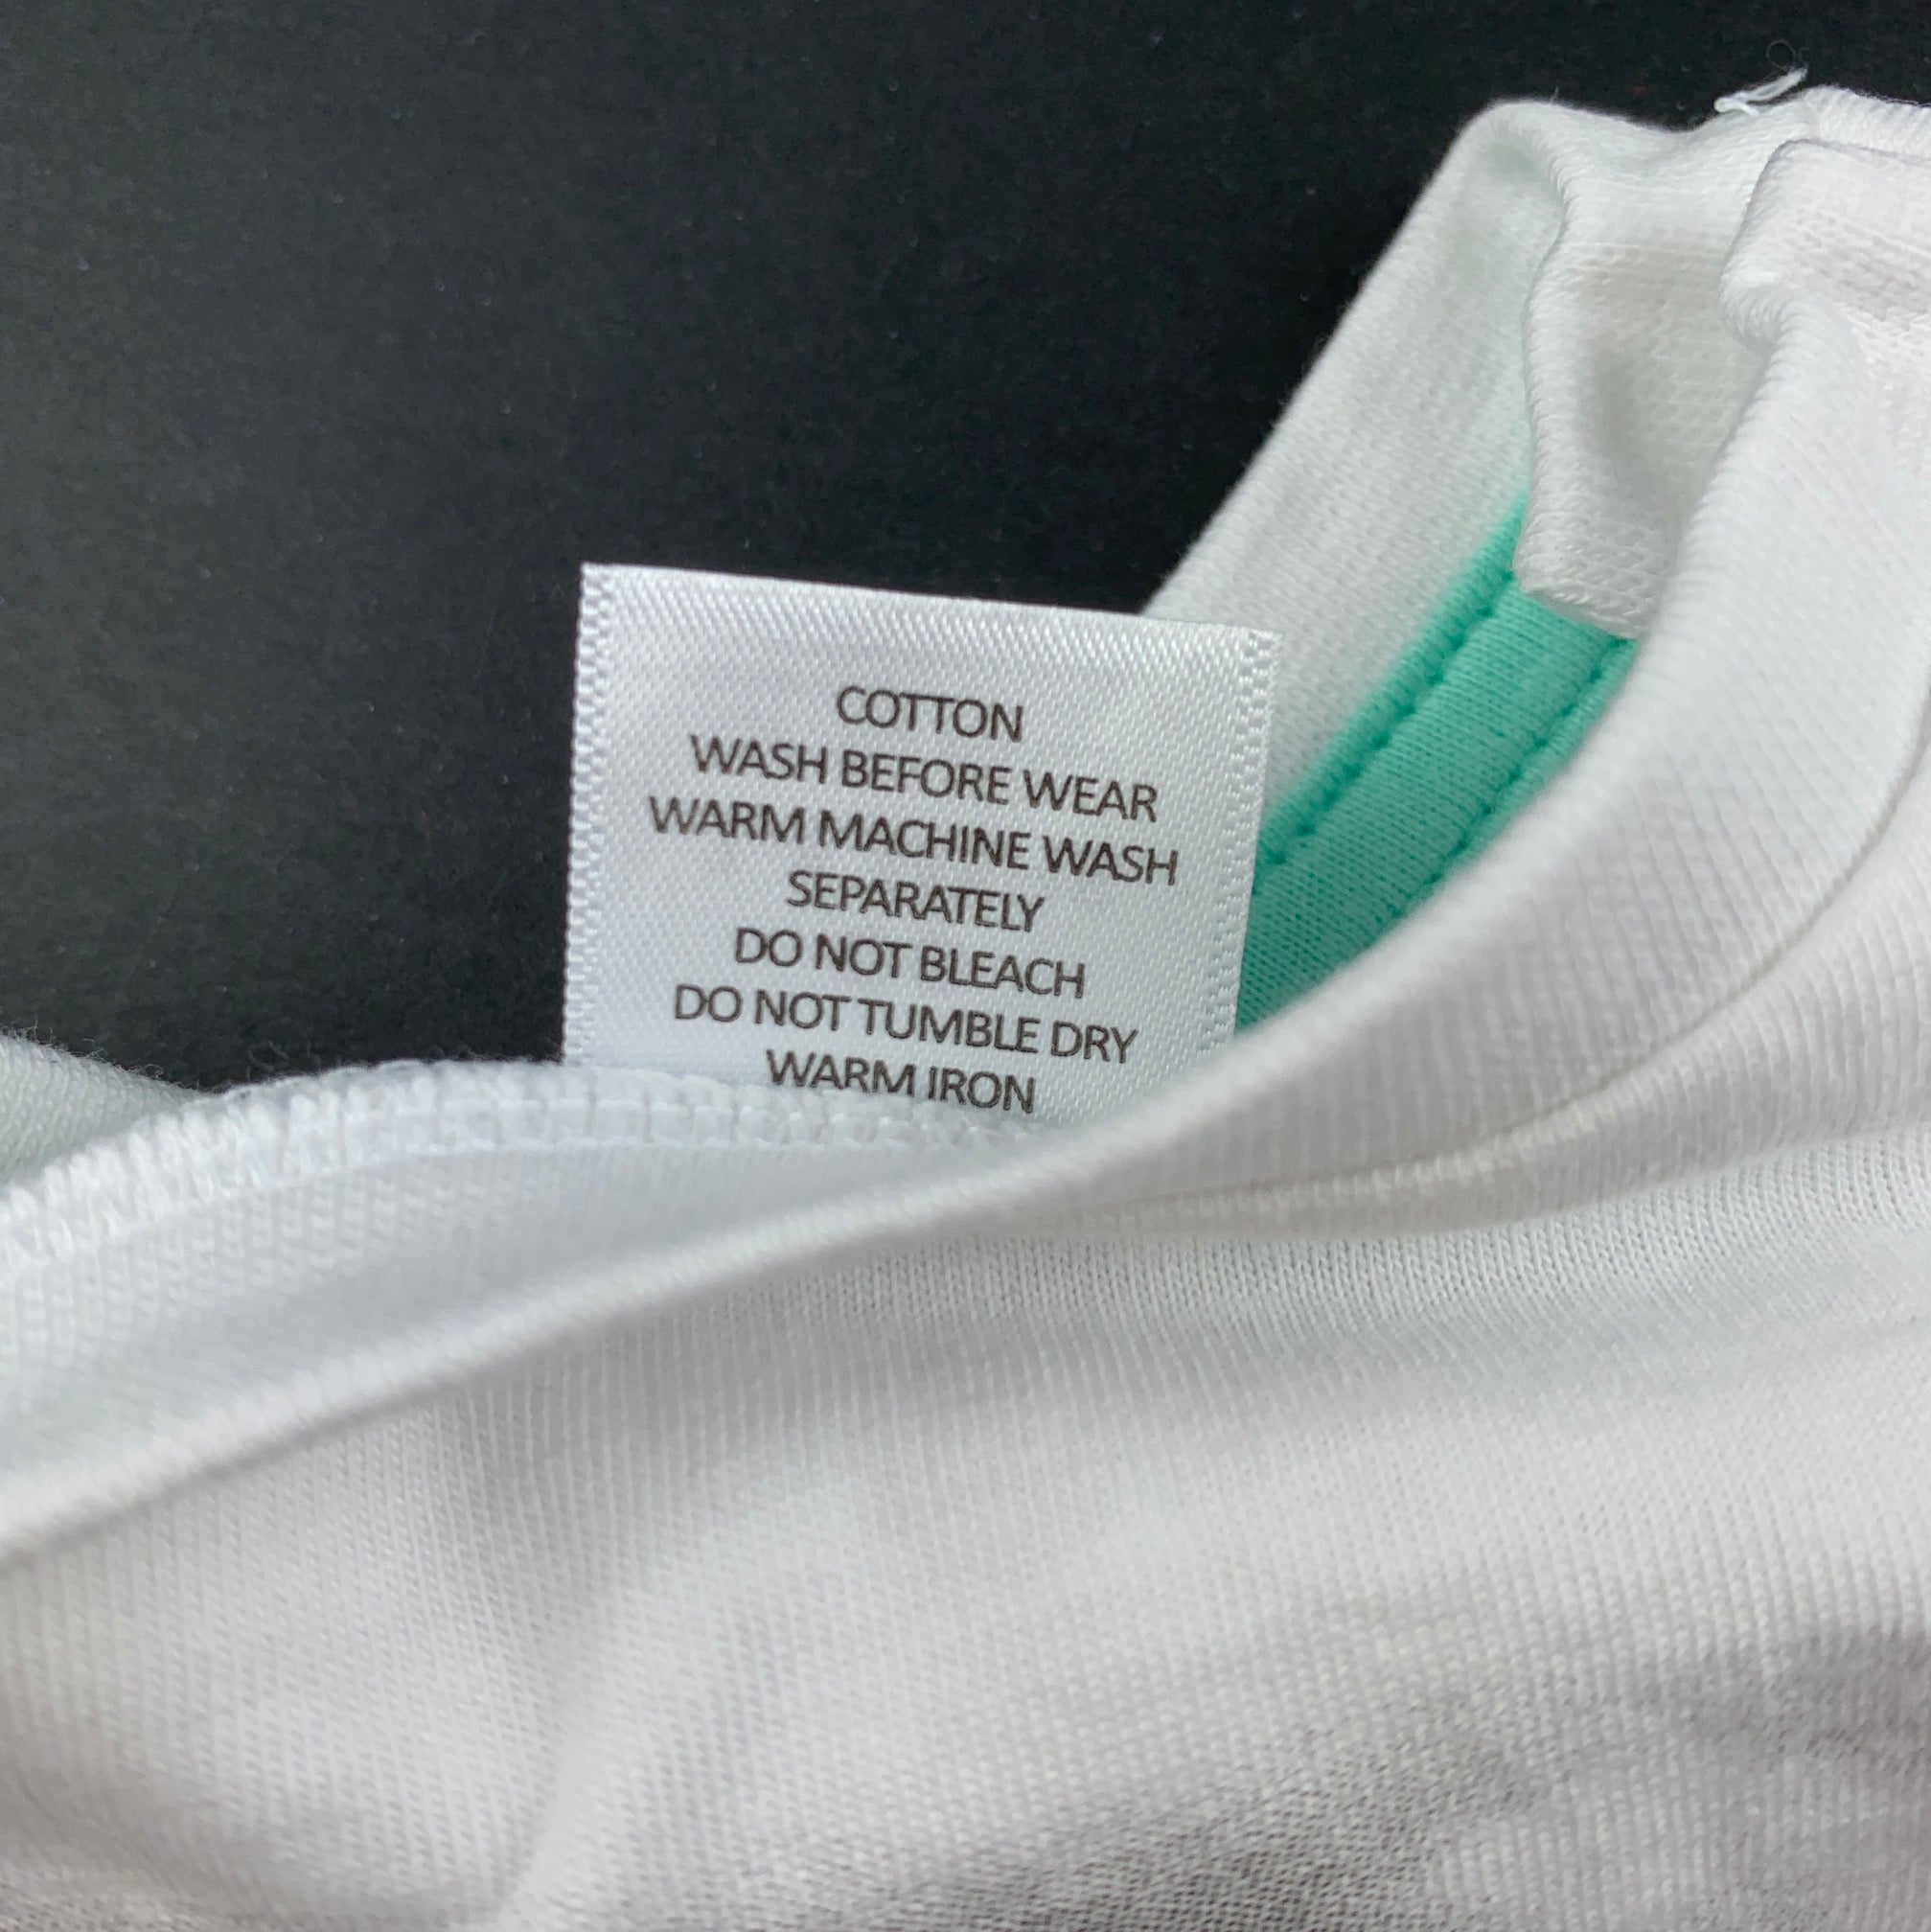 COTTON
WASH BEFORE WEAR
WARM MACHINE WASH
SEPARATELY
DO NOT BLEACH
DO NOT TUMBLE DRY
WARM IRON